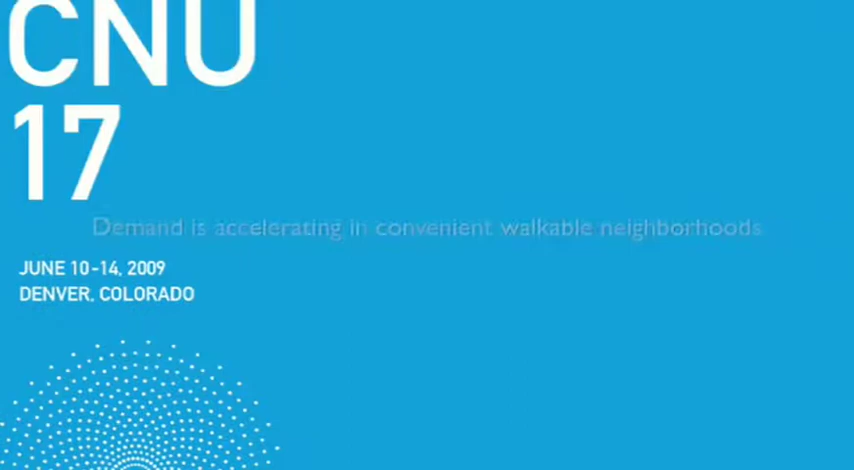 CNU
17
Demand is accelerating in convenient walkable neighborhoods
JUNE 10-14, 2009
DENVER, COLORADO